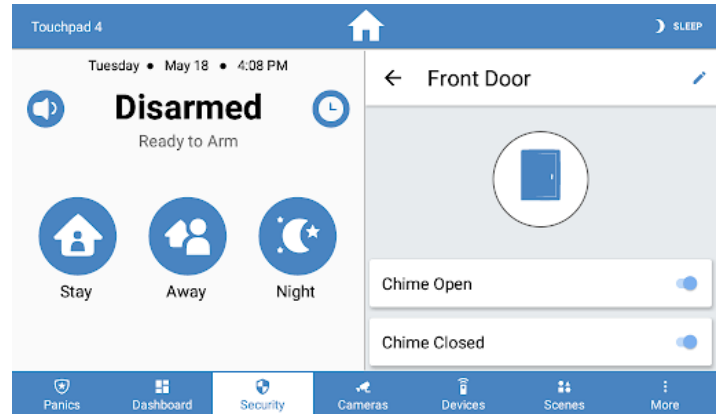 Touchpad 4
SLEEP
Tuesday • May 18 • 4:08 PM
Disarmed
Ready to Arm
Stay
Away
Night
Front Door
Chime Open
Chime Closed
Panics
Dashboard
Security
Cameras
Devices
Scenes
More